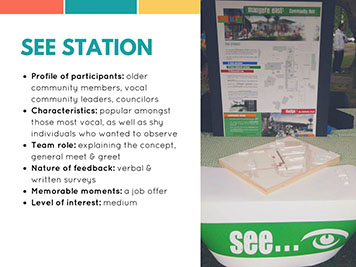 SEE STATION
• Profile of participants: older
community members, vocal
community leaders, councilors
• Characteristics: popular amongst
those most vocal, as well as shy
individuals who wanted to observe
• Team role: explaining the concept,
general meet & greet
• Nature of feedback: verbal &
written surveys
• Memorable moments: a job offer
• Level of interest: medium
mangere east!
see...